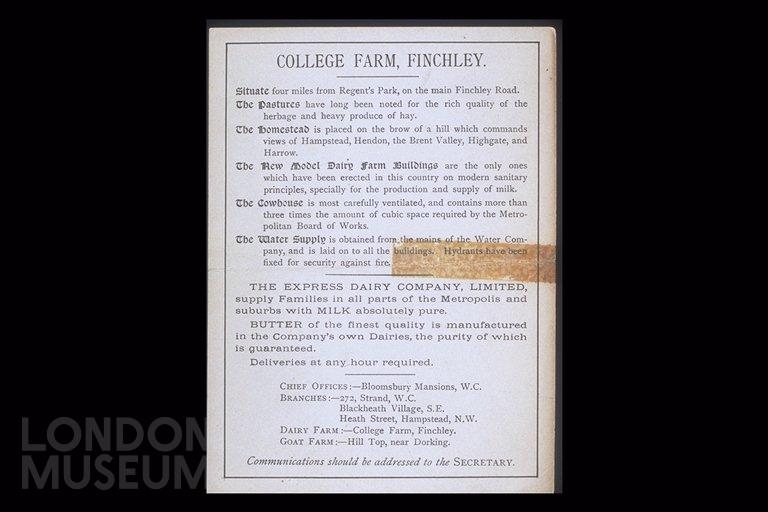 COLLEGE FARM, FINCHLEY.
Situate four miles from Regent's Park, on the main Finchley Road.
The Pastures have long been noted for the rich quality of the
herbage and heavy produce of hay.
The Homestead is placed on the brow of a hill which commands
views of Hampstead, Hendon, the Brent Valley, Highgate, and
Harrow.
The New Model Dairy Farm Buildings are the only ones
which have been erected in this country on modern sanitary
principles, specially for the production and supply of milk.
The Cowhouse is most carefully ventilated, and contains more than
three times the amount of cubic space required by the Metro-
politan Board of Works.
The Water Supply is obtained from the mains of the Water Com-
pany, and is laid on to all the buildings. Hydrants have been
fixed for security against fire.
THE EXPRESS DAIRY COMPANY, LIMITED,
supply Families in all parts of the Metropolis and
suburbs with MILK absolutely pure.
BUTTER of the finest quality is manufactured
in the Company's own Dairies, the purity of which
is guaranteed.
Deliveries at any hour required.
CHIEF OFFICES:—Bloomsbury Mansions, W.C.
BRANCHES:—272, Strand, W.C.
Blackheath Village, S.E.
Heath Street, Hampstead, N.W.
DAIRY FARM:—College Farm, Finchley.
GOAT FARM:—Hill Top, near Dorking.
Communications should be addressed to the SECRETARY.
LONDON
MUSEUM